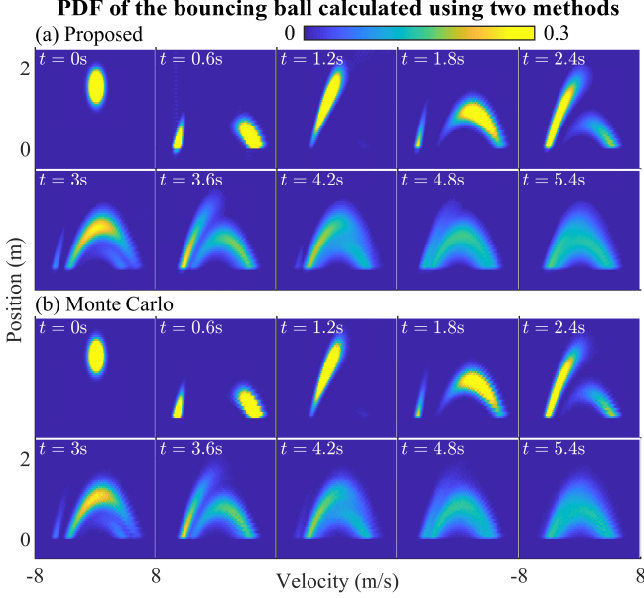 PDF of the bouncing ball calculated using two methods
(a) Proposed 0 0.3
2 t = 0s t = 0.6s t = 1.2s t = 1.8s t = 2.4s
0
t = 3s t = 3.6s t = 4.2s t = 4.8s t = 5.4s
Position (m)
(b) Monte Carlo
t = 0s t = 0.6s t = 1.2s t = 1.8s t = 2.4s
2 t = 3s t = 3.6s t = 4.2s t = 4.8s t = 5.4s
0
-8 8 Velocity (m/s) -8 8